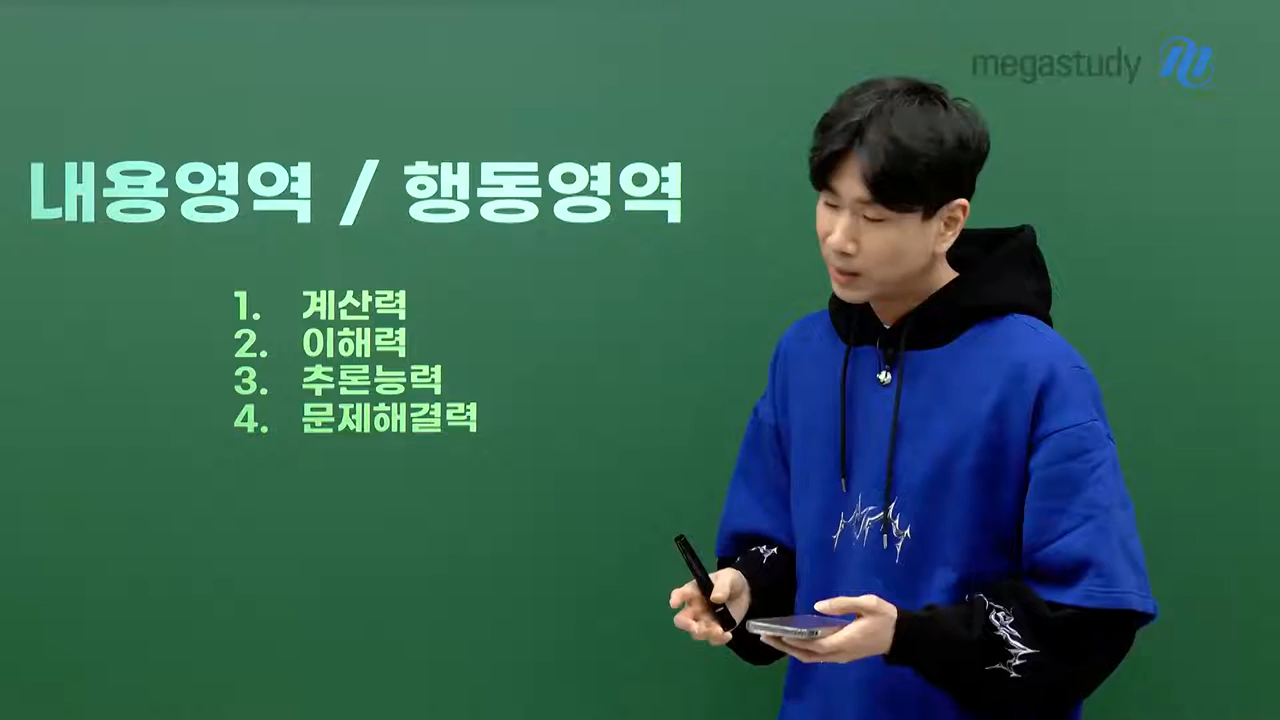 megastudy
내용영역 / 행동영역
1. 계산력
2. 이해력
3. 추론능력
4. 문제해결력